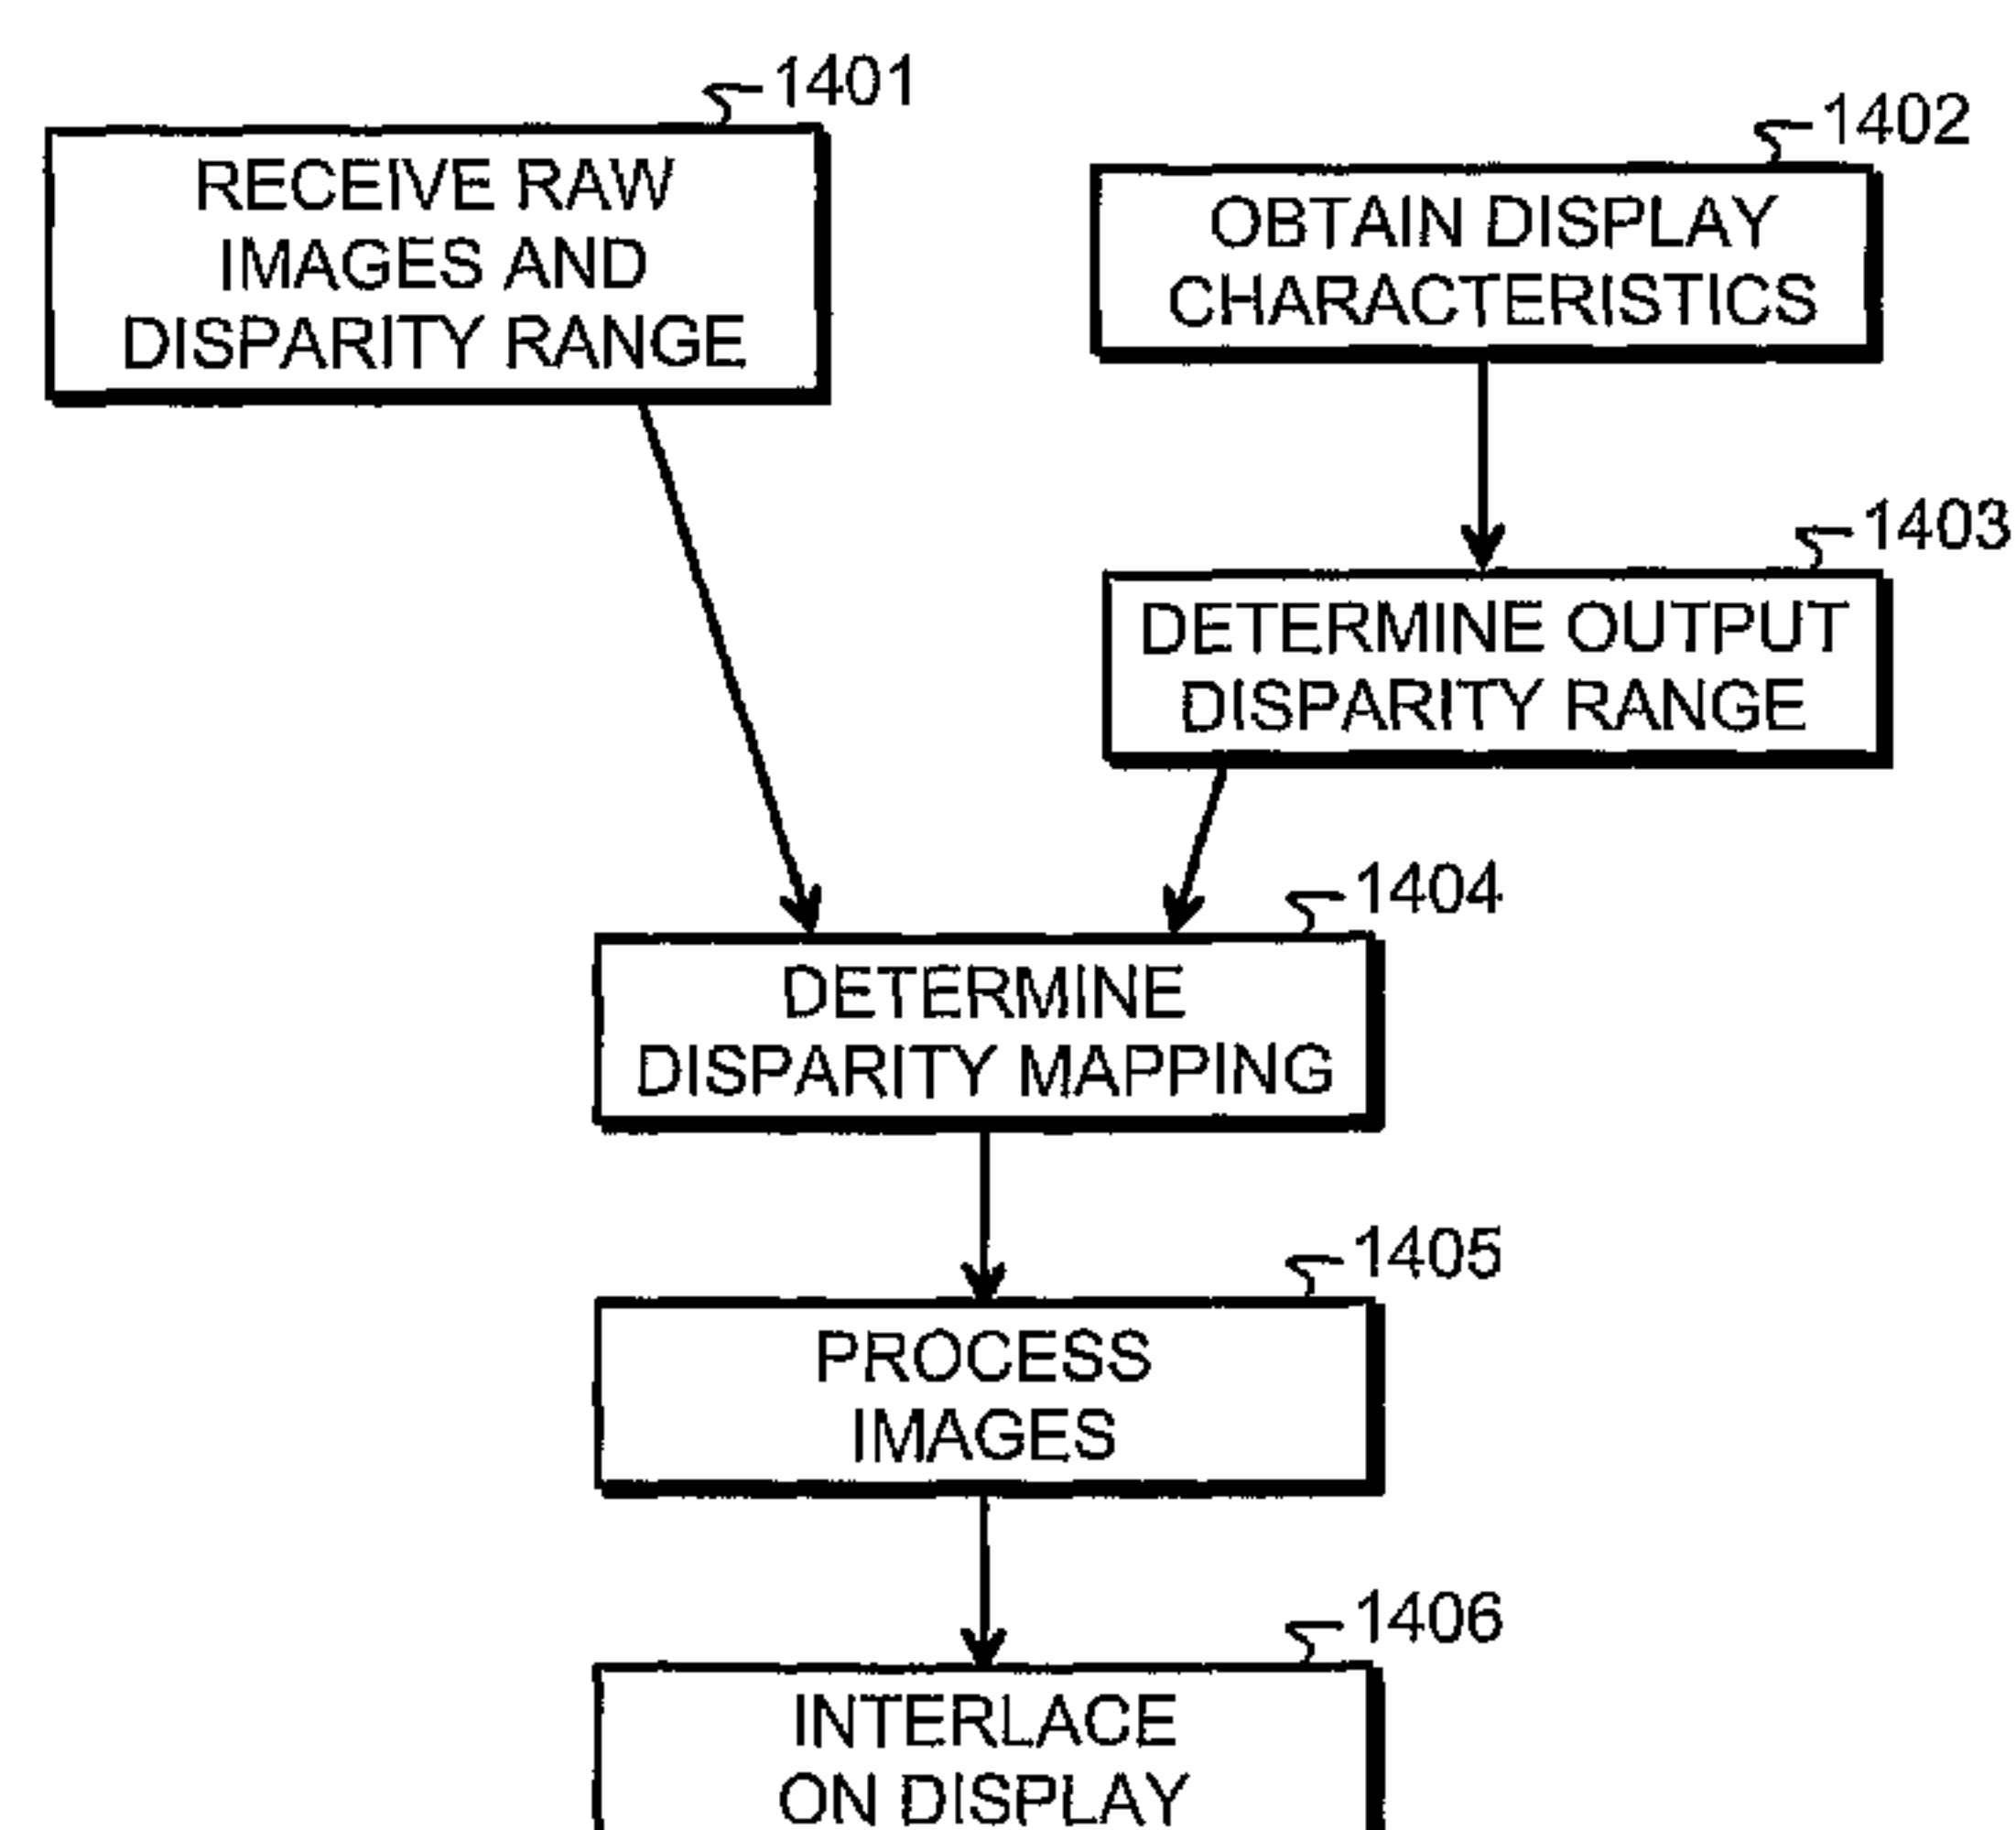 1401
RECEIVE RAW
IMAGES AND
DISPARITY RANGE
1402
OBTAIN DISPLAY
CHARACTERISTICS
1403
DETERMINE OUTPUT
DISPARITY RANGE
1404
DETERMINE
DISPARITY MAPPING
1405
PROCESS
IMAGES
1406
INTERLACE
ON DISPLAY